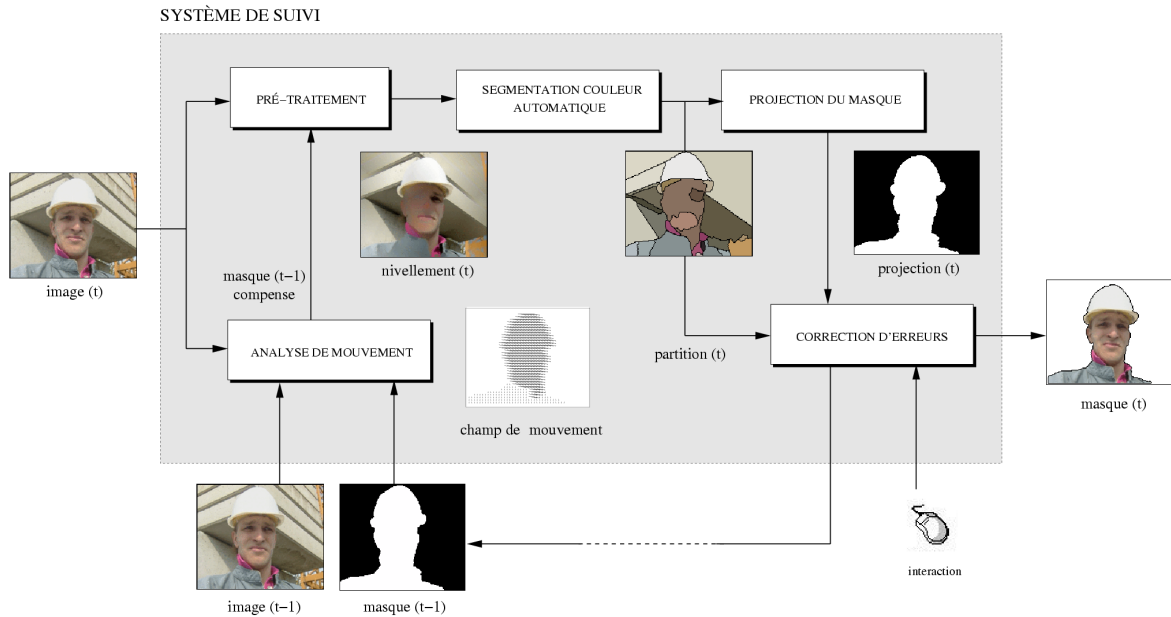 SYSTÈME DE SUIVI
PRÉ−TRAITEMENT
SEGMENTATION COULEUR
AUTOMATIQUE
PROJECTION DU MASQUE
image (t)
masque (t−1)
compense
nivellement (t)
projection (t)
ANALYSE DE MOUVEMENT
champ de mouvement
partition (t)
CORRECTION D'ERREURS
masque (t)
image (t−1)
masque (t−1)
interaction